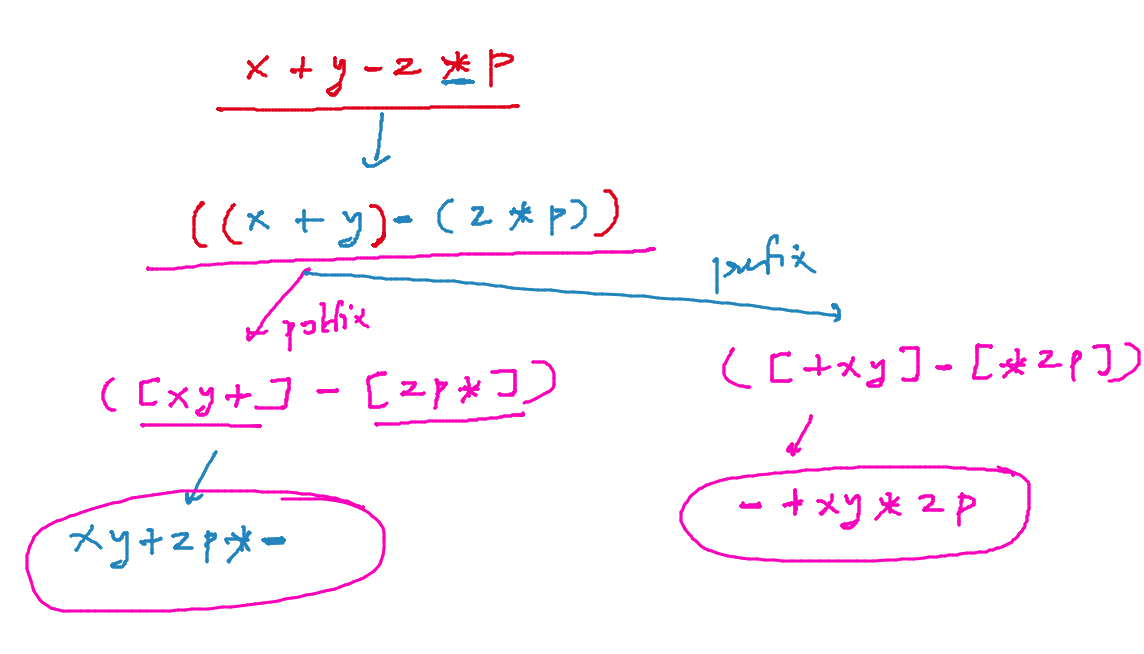 x + y - z * p
((x + y) - (z * p))
prefix
postfix
([xy+] - [zp*])
([+xy] - [*zp])
- + xy * zp
xy+zp*-